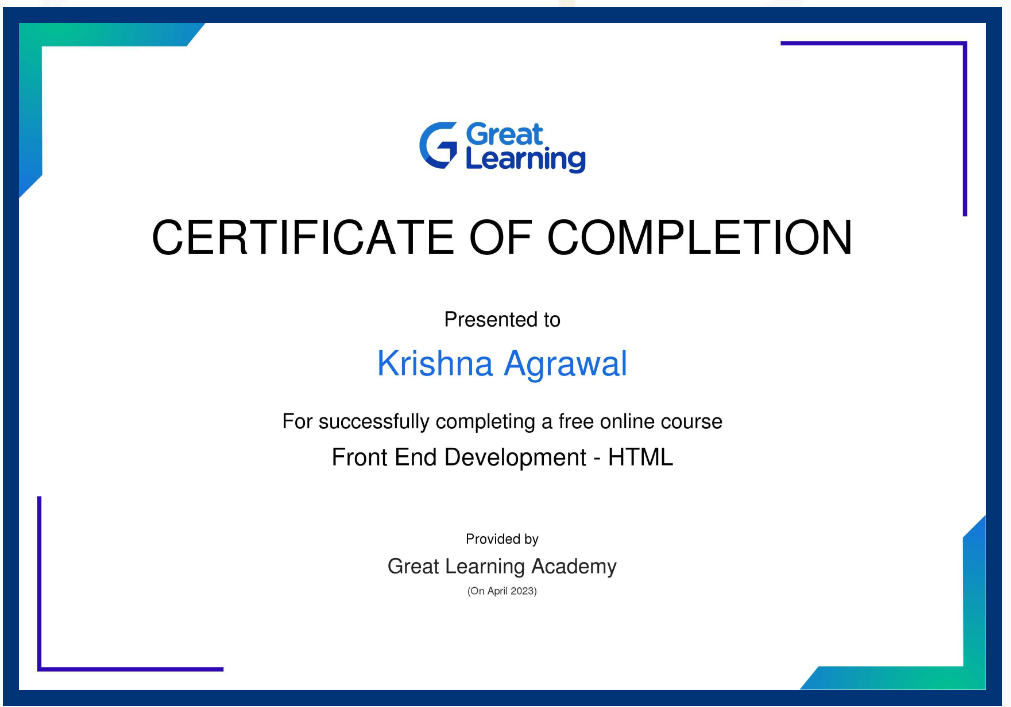 Great
Learning
CERTIFICATE OF COMPLETION
Presented to
Krishna Agrawal
For successfully completing a free online course
Front End Development - HTML
Provided by
Great Learning Academy
(On April 2023)